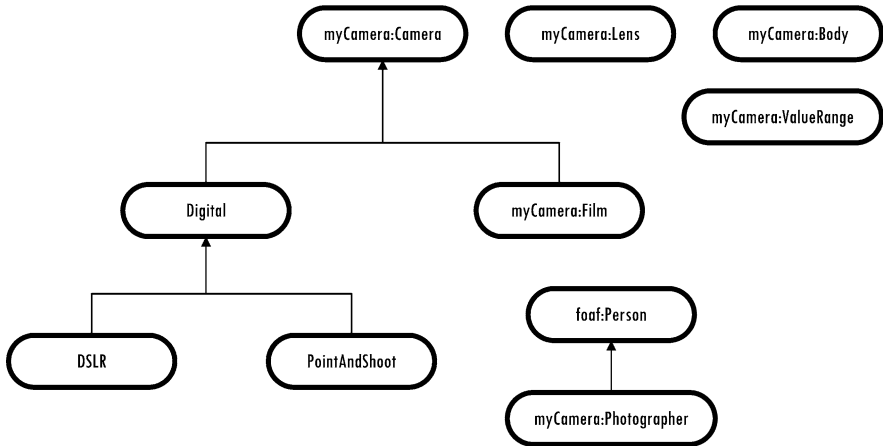 myCamera:Camera
myCamera:Lens
myCamera:Body
myCamera:ValueRange
Digital
myCamera:Film
foaf:Person
DSLR
PointAndShoot
myCamera:Photographer